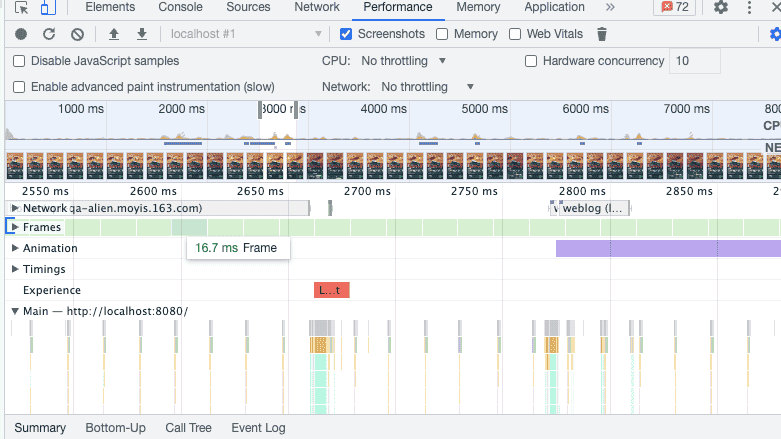 Elements Console Sources Network Performance Memory Application » 72
localhost #1 Screenshots Memory Web Vitals
Disable JavaScript samples CPU: No throttling Hardware concurrency 10
Enable advanced paint instrumentation (slow) Network: No throttling
1000 ms 2000 ms 3000 4000 ms 5000 ms 6000 ms 7000 ms
2550 ms 2600 ms 2650 ms 2700 ms 2750 ms 2800 ms 2850 ms
Network qa-alien.moyis.163.com) weblog (l...
Frames
16.7 ms Frame
Animation
Timings
Experience L...t
Main — http://localhost:8080/
Summary Bottom-Up Call Tree Event Log